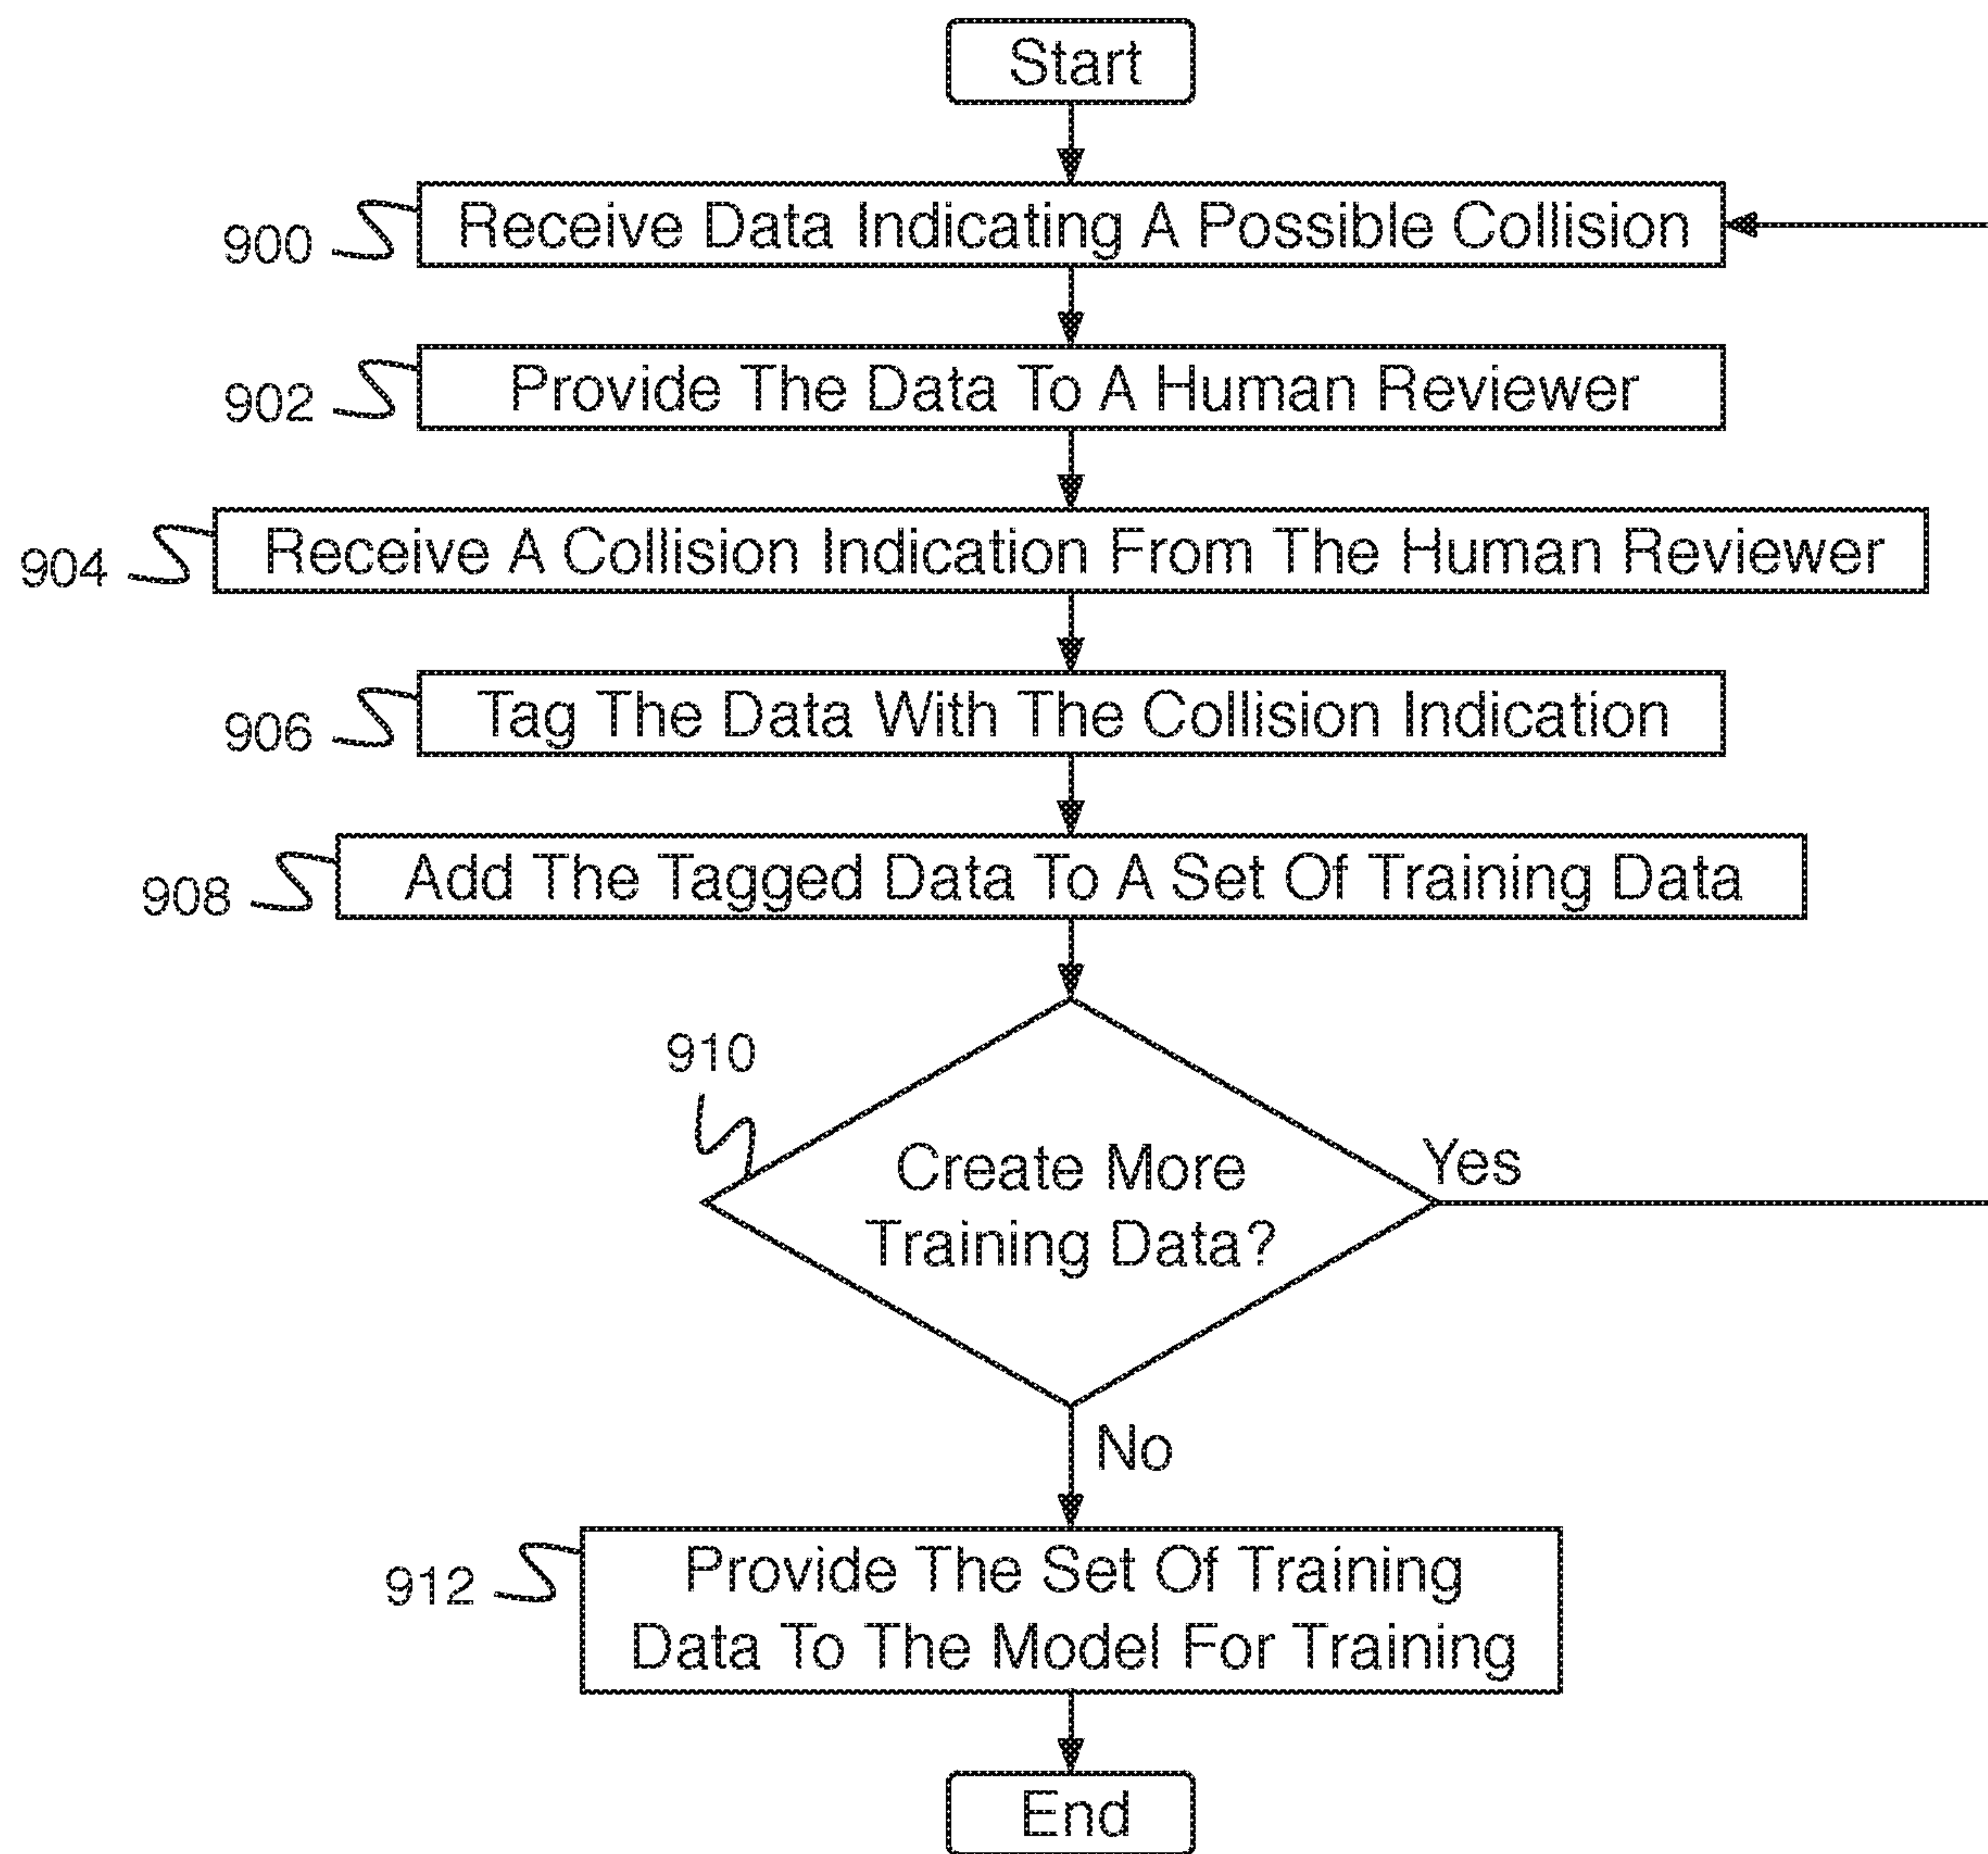 Start
900
Receive Data Indicating A Possible Collision
902
Provide The Data To A Human Reviewer
904
Receive A Collision Indication From The Human Reviewer
906
Tag The Data With The Collision Indication
908
Add The Tagged Data To A Set Of Training Data
910
Create More
Training Data?
Yes
No
912
Provide The Set Of Training
Data To The Model For Training
End